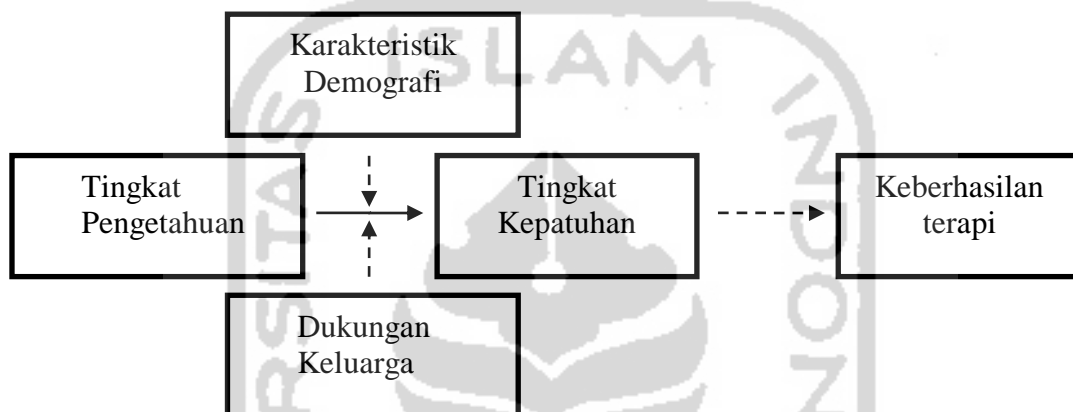 Karakteristik
Demografi
Tingkat
Pengetahuan
Tingkat
Kepatuhan
Keberhasilan
terapi
Dukungan
Keluarga
ISLAM